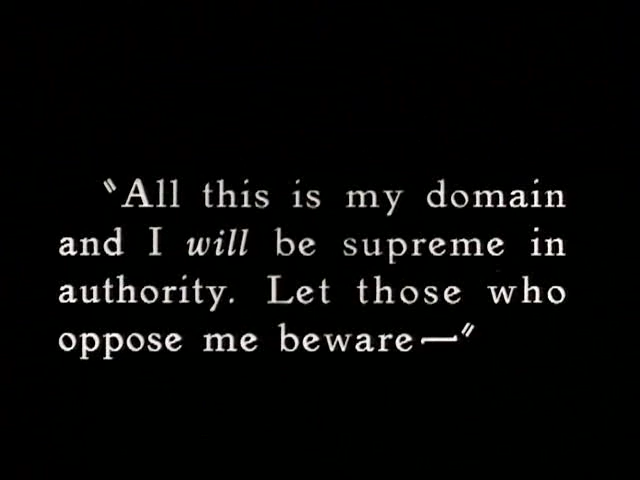 "All this is my domain
and I will be supreme in
authority. Let those who
oppose me beware—"